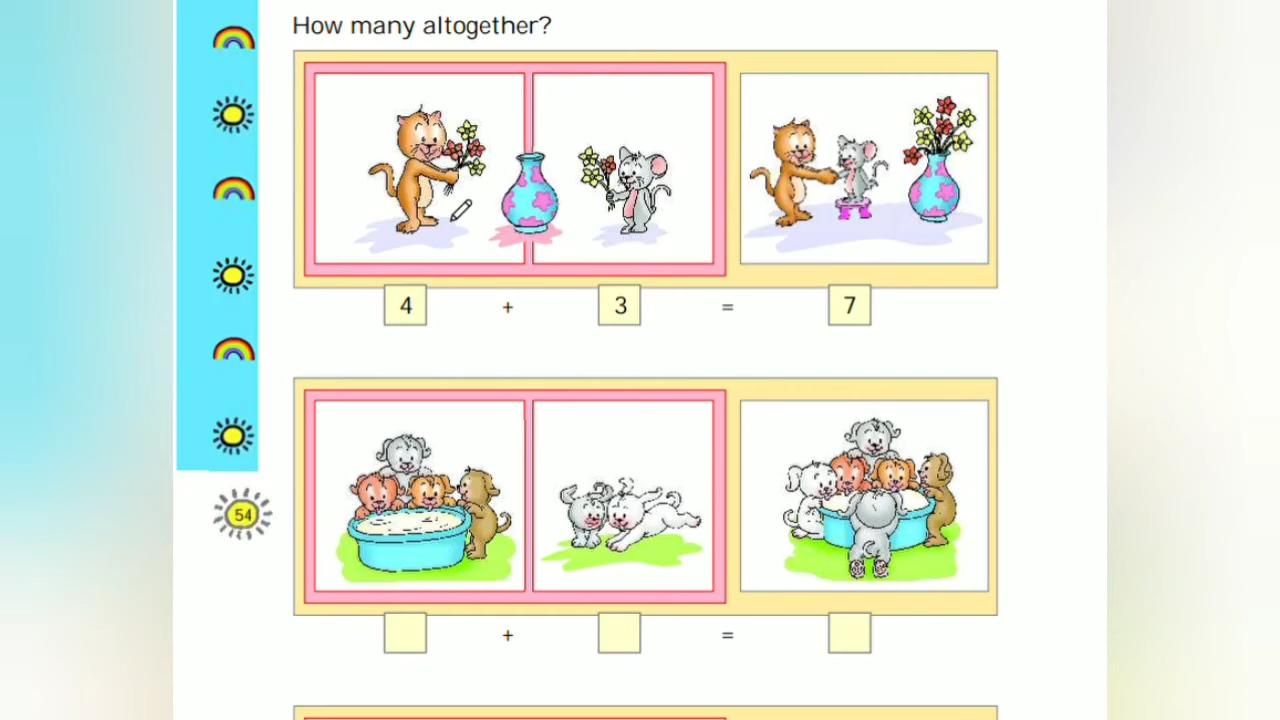 How many altogether?
4 + 3 = 7
54
+ =